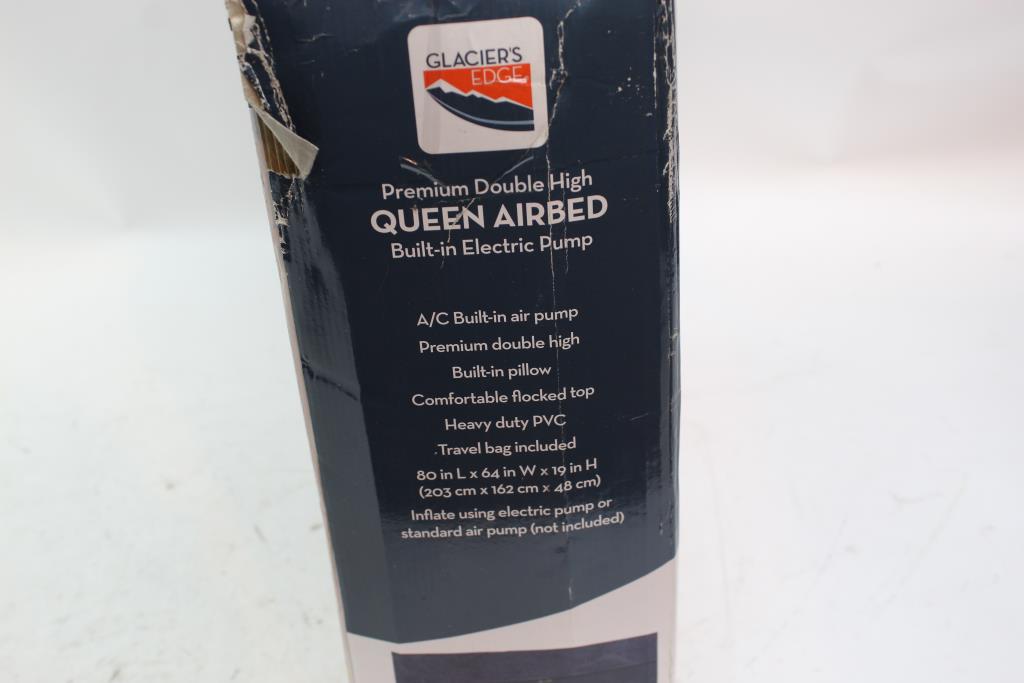 GLACIER'S
EDGE
Premium Double High
QUEEN AIRBED
Built-in Electric Pump
A/C Built-in air pump
Premium double high
Built-in pillow
Comfortable flocked top
Heavy duty PVC
Travel bag included
80 in L x 64 in W x 19 in H
(203 cm x 162 cm x 48 cm)
Inflate using electric pump or
standard air pump (not included)